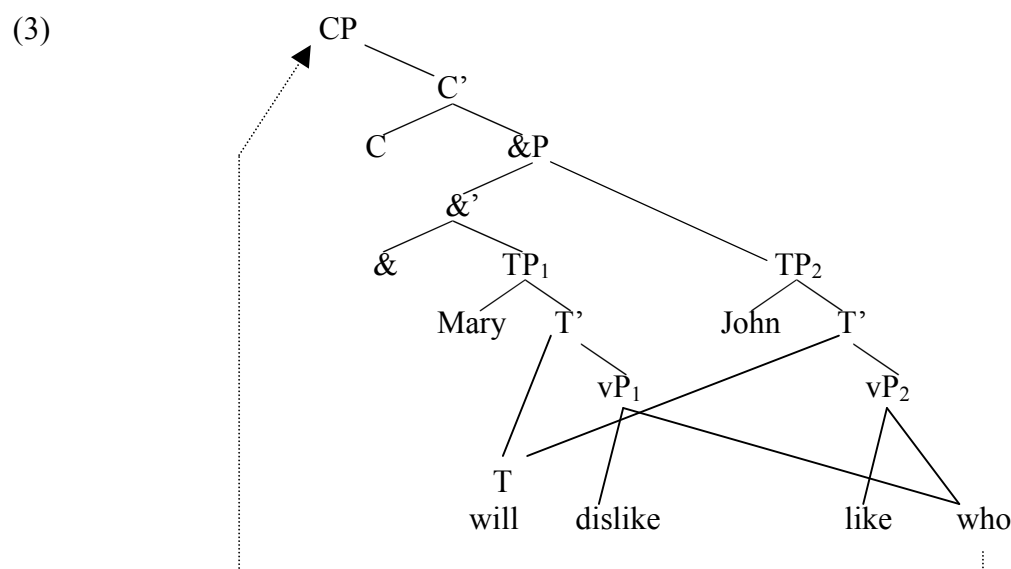 (3) CP
C’
C &P
&’
& TP₁ TP₂
Mary T’ John T’
vP₁ vP₂
T
will dislike like who